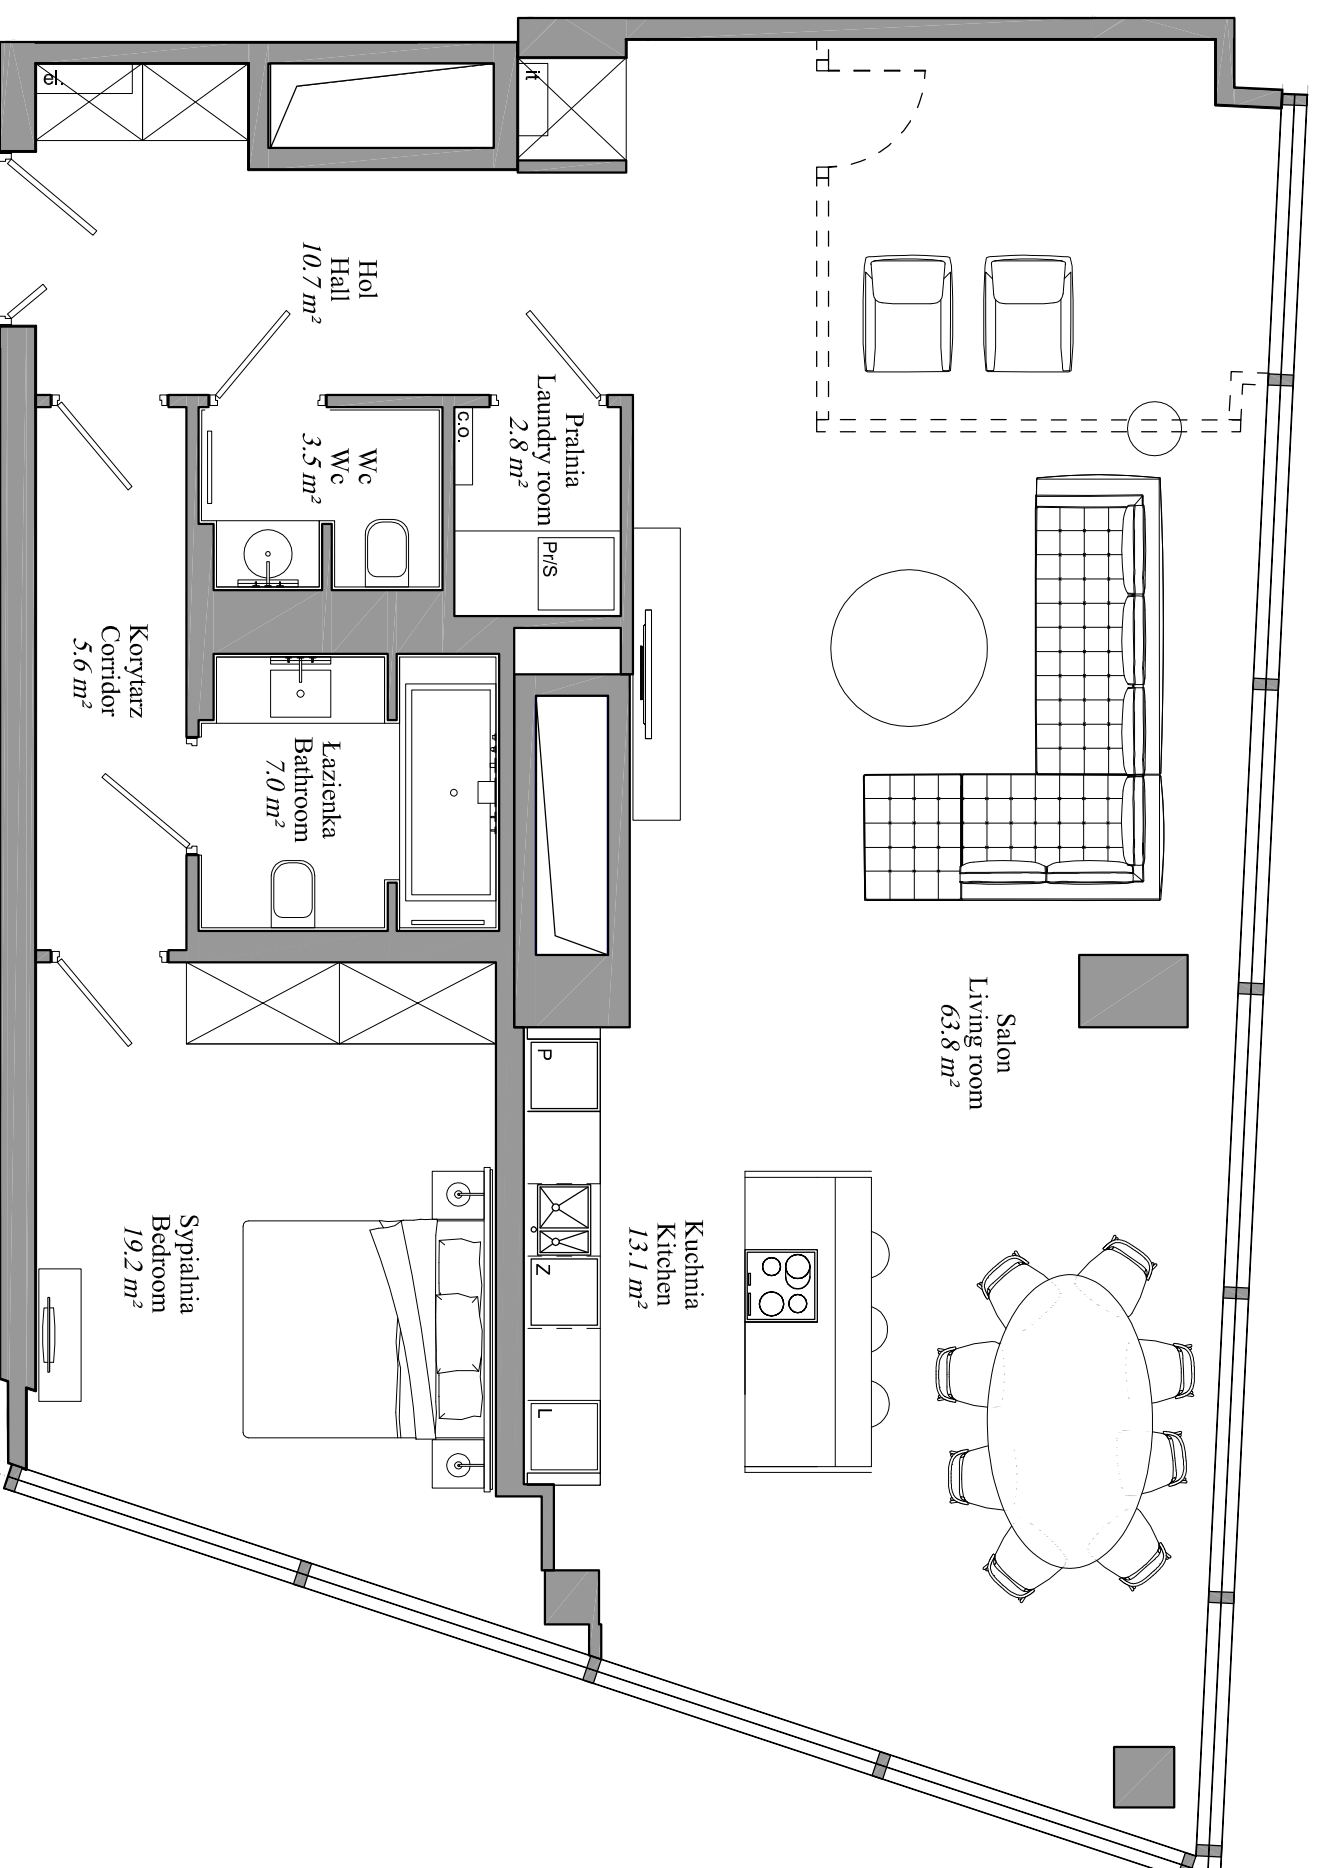 el.
it
Hol
Hall
10.7 m²
Pralnia
Laundry room
2.8 m²
c.o.
Wc
Wc
3.5 m²
Pr/S
Korytarz
Corridor
5.6 m²
Łazienka
Bathroom
7.0 m²
Salon
Living room
63.8 m²
P
Z
L
Kuchnia
Kitchen
13.1 m²
Sypialnia
Bedroom
19.2 m²